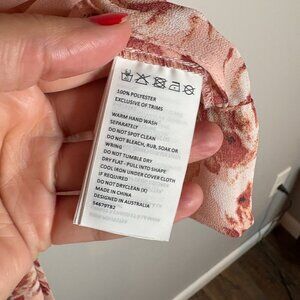 100% POLYESTER
EXCLUSIVE OF TRIMS
WARM HAND WASH
SEPARATELY
DO NOT SPOT CLEAN
DO NOT BLEACH, RUB, SOAK OR
WRING
DO NOT TUMBLE DRY
DRY FLAT - PULL INTO SHAPE
COOL IRON UNDER COVER CLOTH
IF REQUIRED
DO NOT DRYCLEAN (X)
MADE IN CHINA
DESIGNED IN AUSTRALIA
54679782